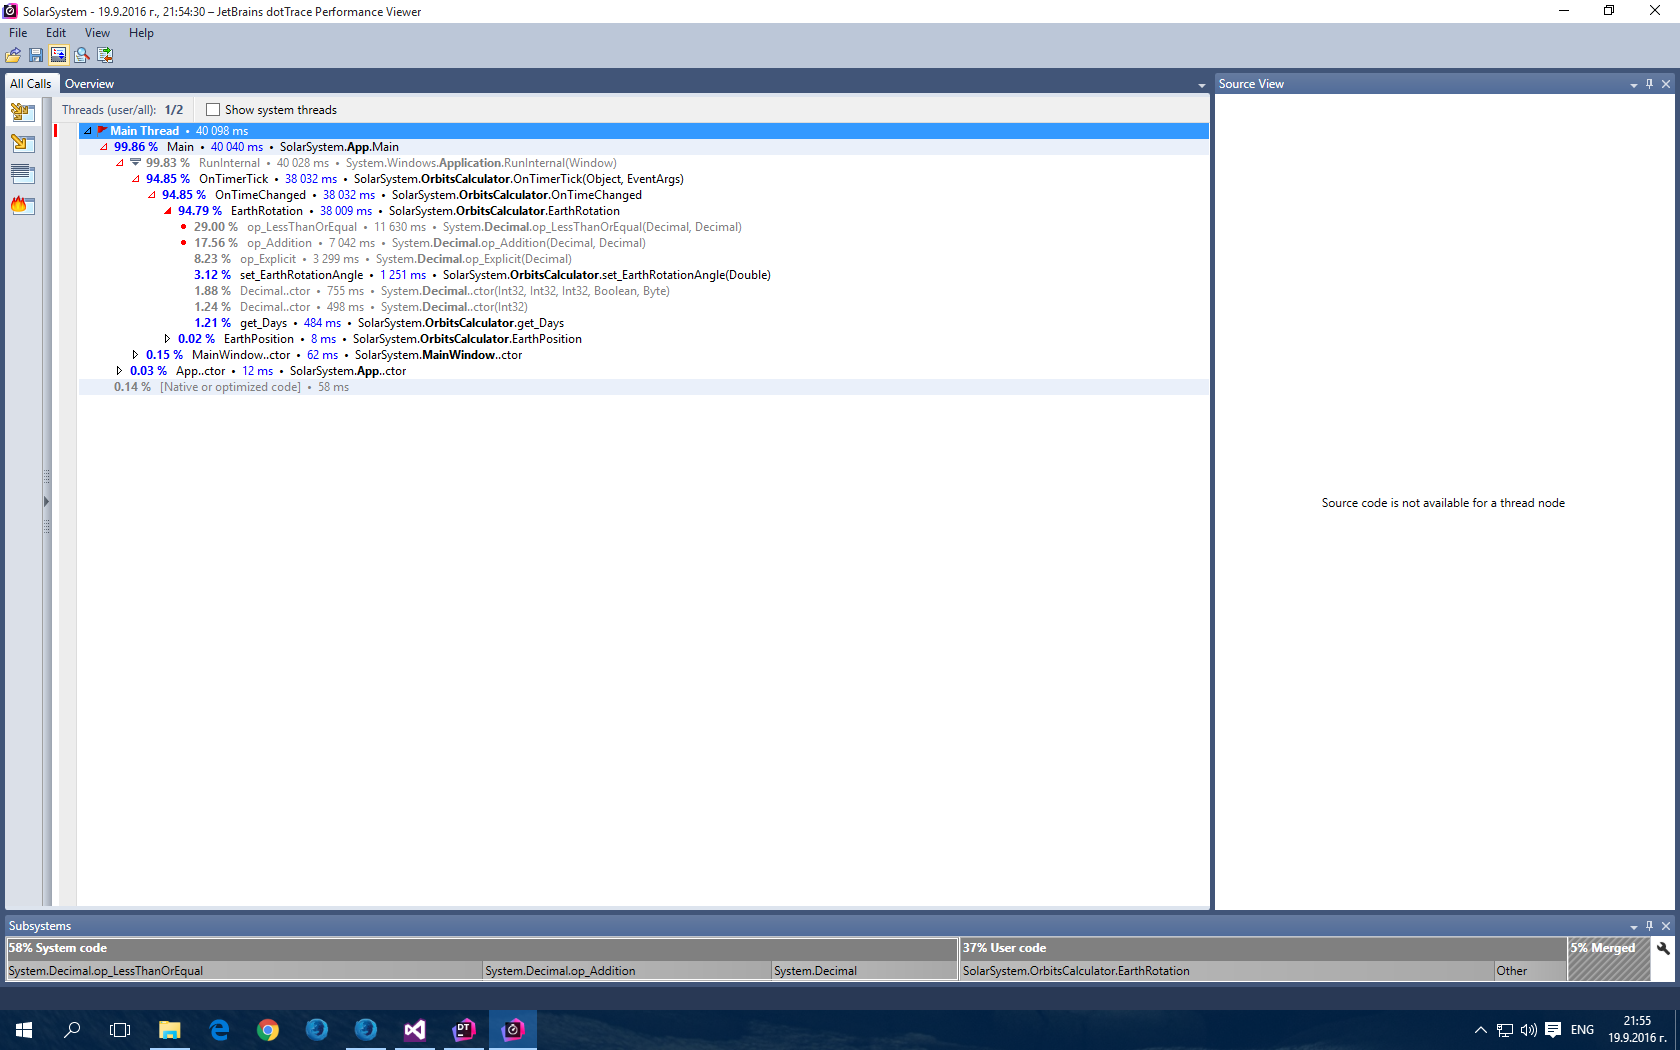 SolarSystem - 19.9.2016 г., 21:54:30 – JetBrains dotTrace Performance Viewer
File Edit View Help
All Calls Overview
Threads (user/all): 1/2 Show system threads
Main Thread • 40 098 ms
99.86 % Main • 40 040 ms • SolarSystem.App.Main
99.83 % RunInternal • 40 028 ms • System.Windows.Application.RunInternal(Window)
94.85 % OnTimerTick • 38 032 ms • SolarSystem.OrbitsCalculator.OnTimerTick(Object, EventArgs)
94.85 % OnTimeChanged • 38 032 ms • SolarSystem.OrbitsCalculator.OnTimeChanged
94.79 % EarthRotation • 38 009 ms • SolarSystem.OrbitsCalculator.EarthRotation
29.00 % op_LessThanOrEqual • 11 630 ms • System.Decimal.op_LessThanOrEqual(Decimal, Decimal)
17.56 % op_Addition • 7 042 ms • System.Decimal.op_Addition(Decimal, Decimal)
8.23 % op_Explicit • 3 299 ms • System.Decimal.op_Explicit(Decimal)
3.12 % set_EarthRotationAngle • 1 251 ms • SolarSystem.OrbitsCalculator.set_EarthRotationAngle(Double)
1.88 % Decimal..ctor • 755 ms • System.Decimal..ctor(Int32, Int32, Int32, Boolean, Byte)
1.24 % Decimal..ctor • 498 ms • System.Decimal..ctor(Int32)
1.21 % get_Days • 484 ms • SolarSystem.OrbitsCalculator.get_Days
0.02 % EarthPosition • 8 ms • SolarSystem.OrbitsCalculator.EarthPosition
0.15 % MainWindow..ctor • 62 ms • SolarSystem.MainWindow..ctor
0.03 % App..ctor • 12 ms • SolarSystem.App..ctor
0.14 % [Native or optimized code] • 58 ms
Source View
Source code is not available for a thread node
Subsystems
58% System code 37% User code 5% Merged
System.Decimal.op_LessThanOrEqual System.Decimal.op_Addition System.Decimal SolarSystem.OrbitsCalculator.EarthRotation Other
DT
ENG
21:55
19.9.2016 г.